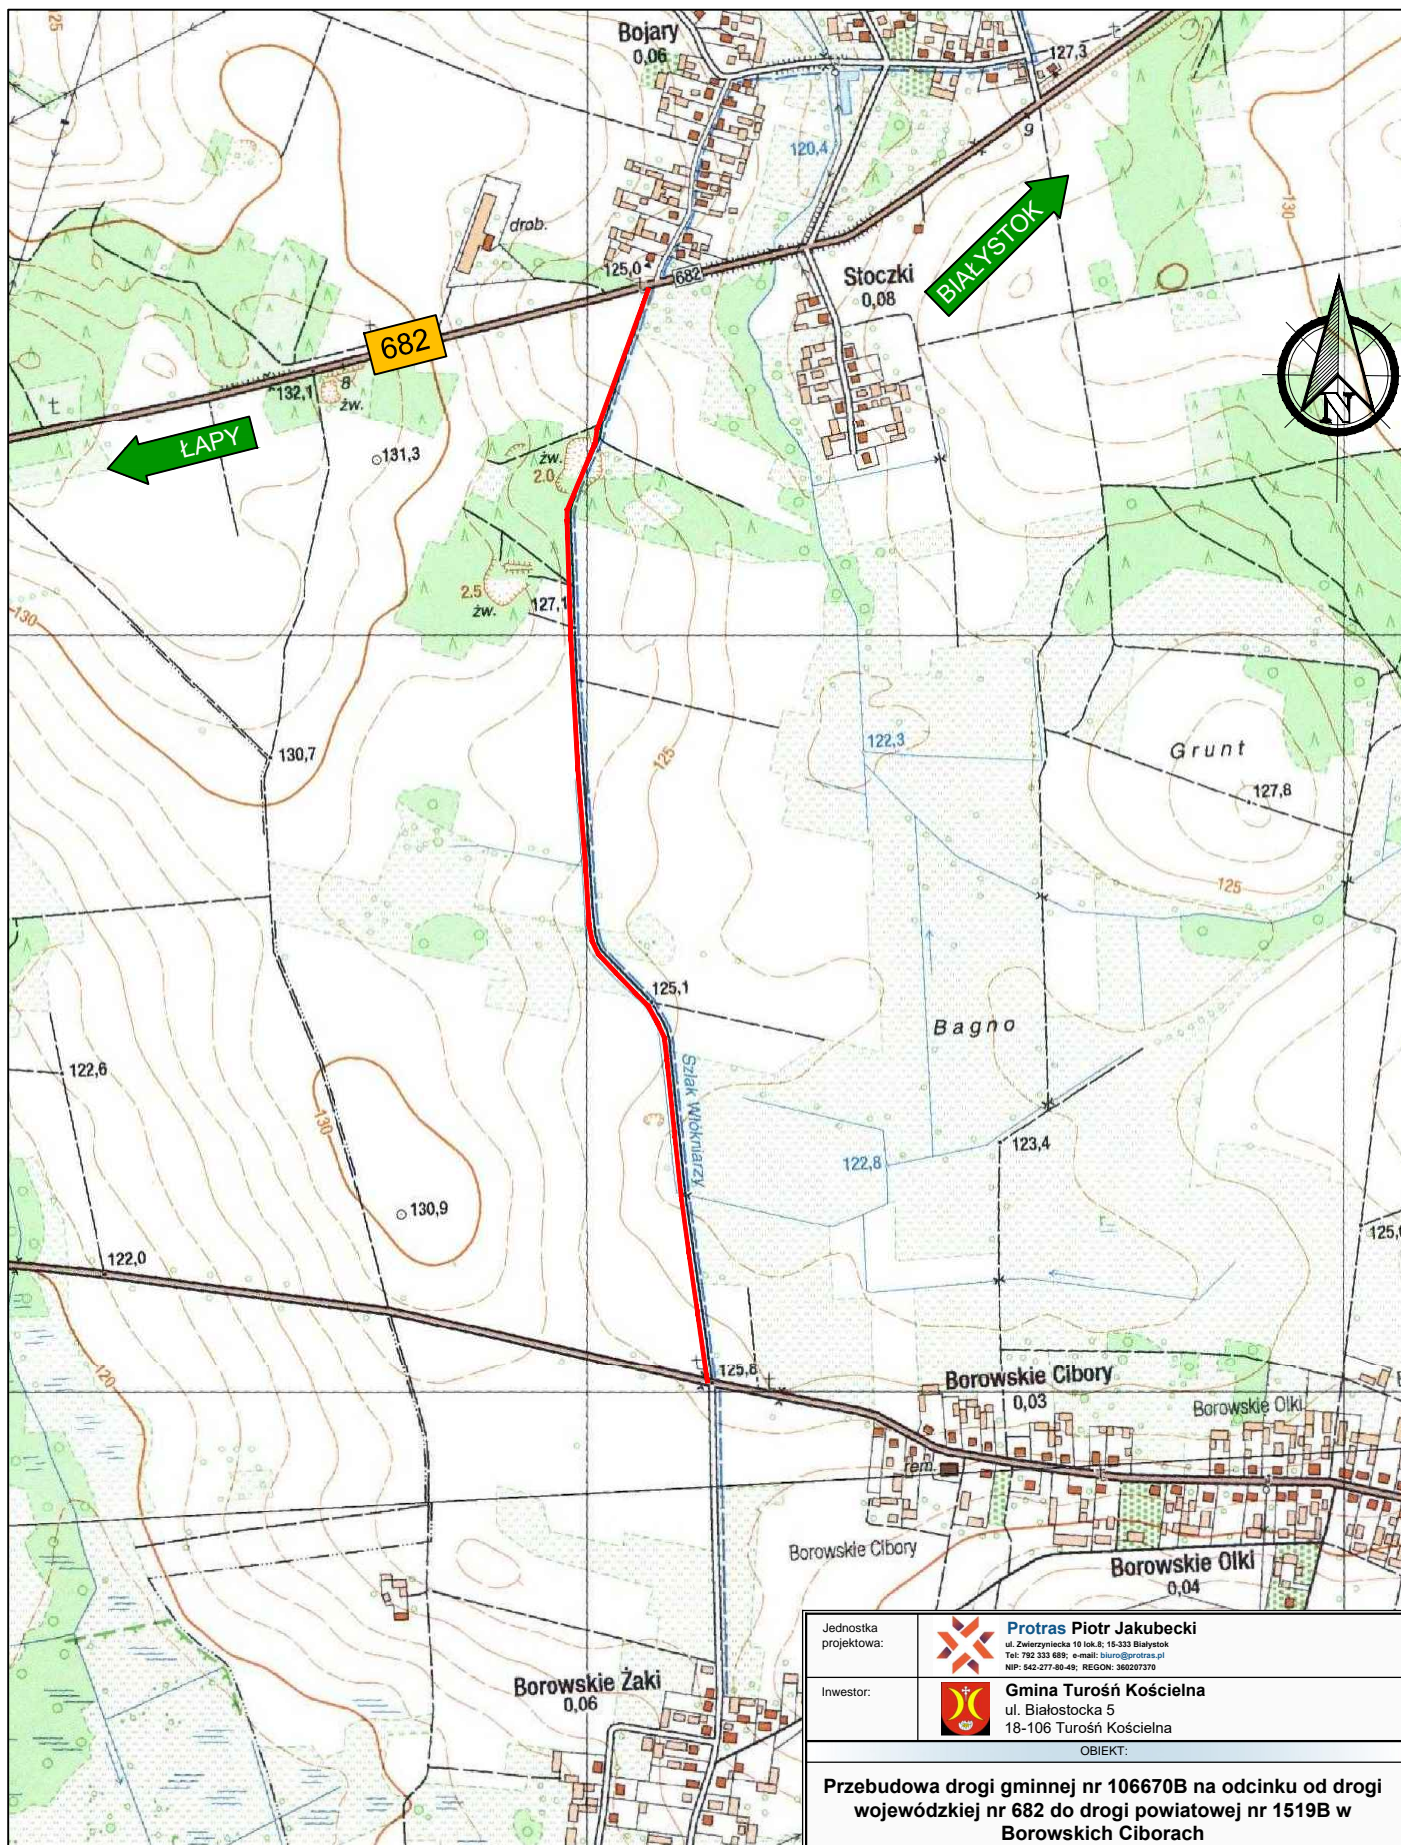 125
Bojary
0,06
t
127,3
g
120,4
130
drob.
125,0
682
Stoczki
0,08
BIAŁYSTOK
682
8
żw.
132,1
t
ŁAPY
131,3
żw.
2.0
N
2.5
żw.
127,1
130
130,7
125
122,3
Grunt
127,8
125
125,1
Bagno
122,6
Szlak Włókniarzy
130
123,4
122,8
130,9
122,0
120
125,8
Borowskie Cibory
0,03
Borowskie Olki
rem.
Borowskie Cibory
Borowskie Olki
0,04
Borowskie Żaki
0,06
Jednostka
projektowa:
Protras Piotr Jakubecki
ul. Zwierzyniecka 10 lok.8; 15-333 Białystok
Tel: 792 333 689; e-mail: biuro@protras.pl
NIP: 542-277-80-49; REGON: 360207370
Inwestor:
Gmina Turośń Kościelna
ul. Białostocka 5
18-106 Turośń Kościelna
OBIEKT:
Przebudowa drogi gminnej nr 106670B na odcinku od drogi
wojewódzkiej nr 682 do drogi powiatowej nr 1519B w
Borowskich Ciborach